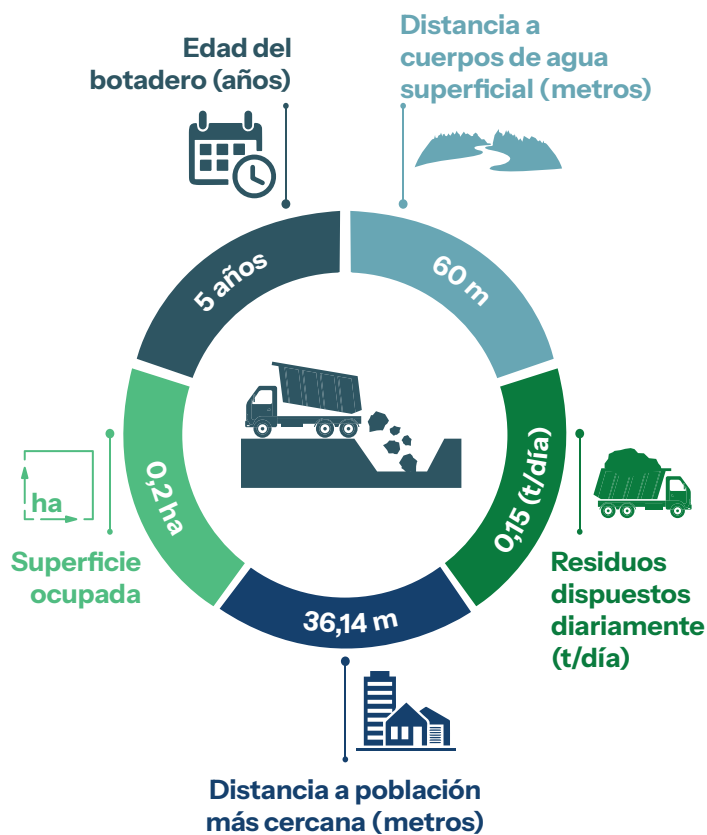 Edad del
botadero (años)
Distancia a
cuerpos de agua
superficial (metros)
5 años
60 m
0,2 ha
0,15 (t/día)
36,14 m
ha
Superficie
ocupada
Residuos
dispuestos
diariamente
(t/día)
Distancia a población
más cercana (metros)